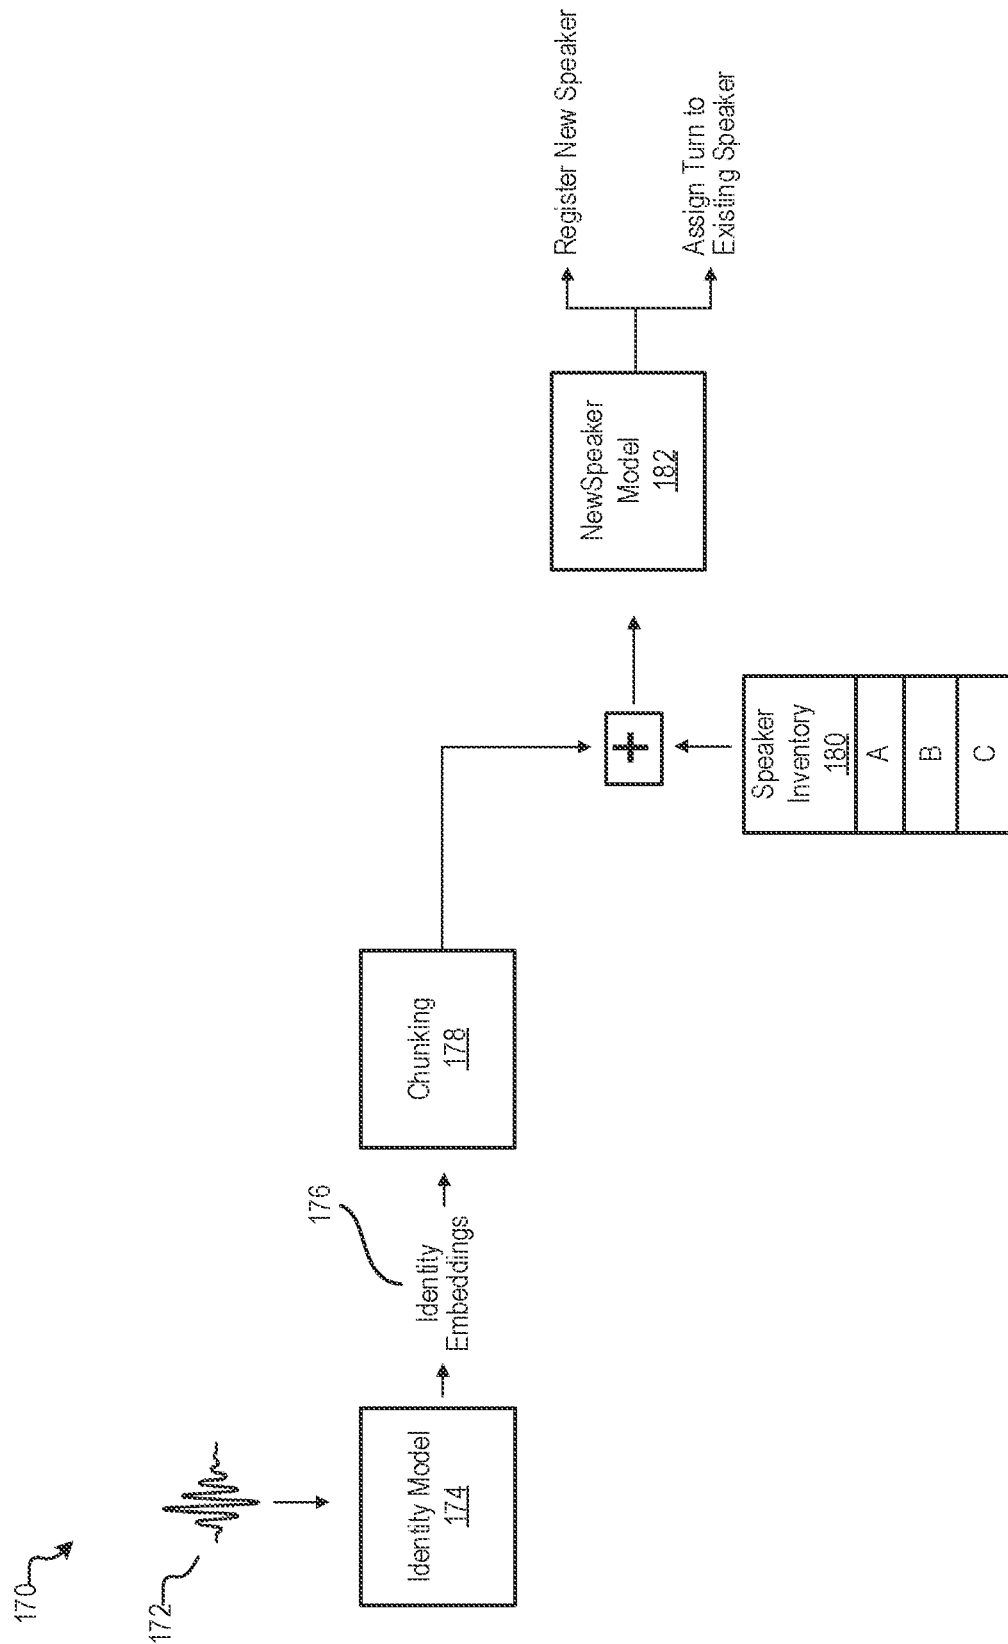 170
172
Identity Model
174
176
Identity
Embeddings
Chunking
178
Speaker
Inventory
180
A
B
C
+
NewSpeaker
Model
182
Register New Speaker
Assign Turn to
Existing Speaker